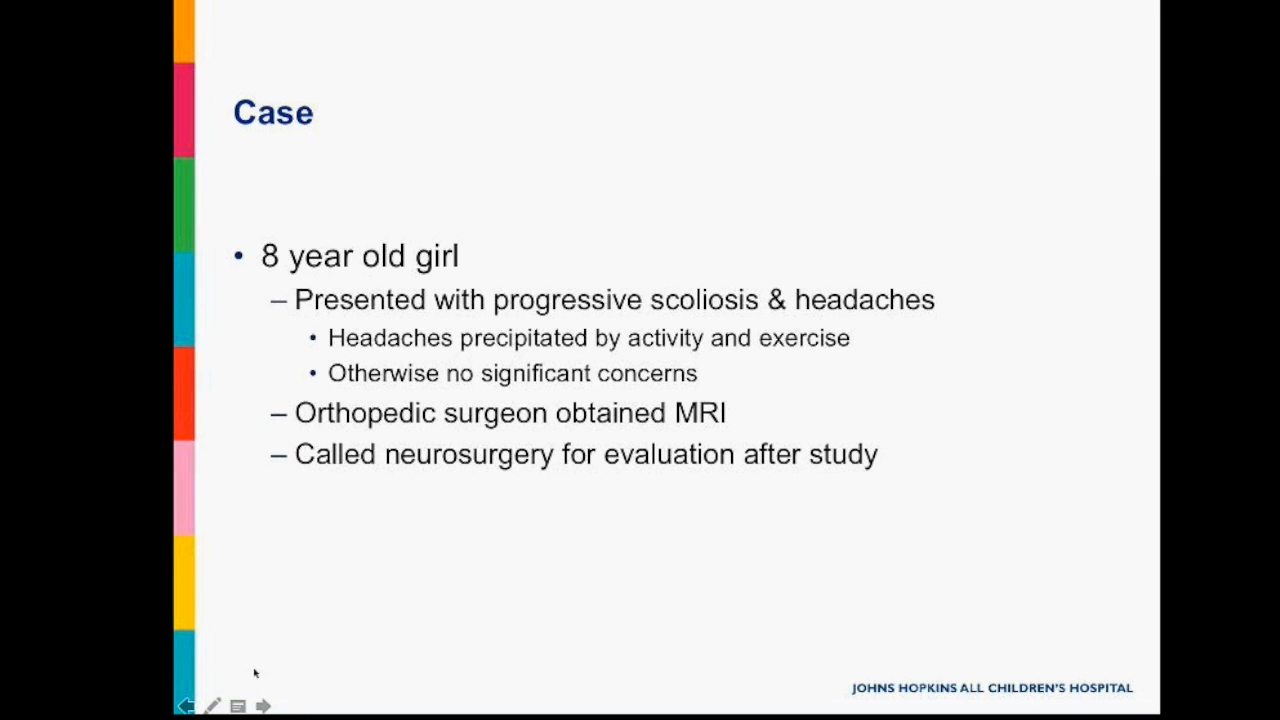 Case
• 8 year old girl
– Presented with progressive scoliosis & headaches
• Headaches precipitated by activity and exercise
• Otherwise no significant concerns
– Orthopedic surgeon obtained MRI
– Called neurosurgery for evaluation after study
JOHNS HOPKINS ALL CHILDREN'S HOSPITAL